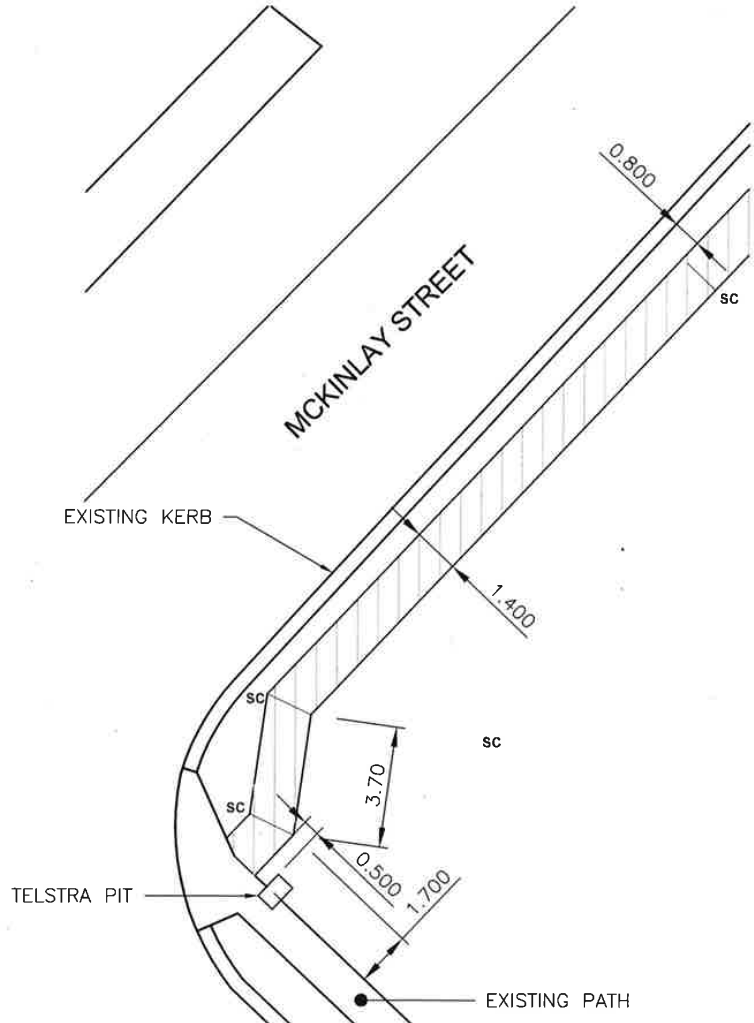 0.800
SC
MCKINLAY STREET
EXISTING KERB
1.400
SC
SC
3.70
SC
0.500
1.700
TELSTRA PIT
EXISTING PATH